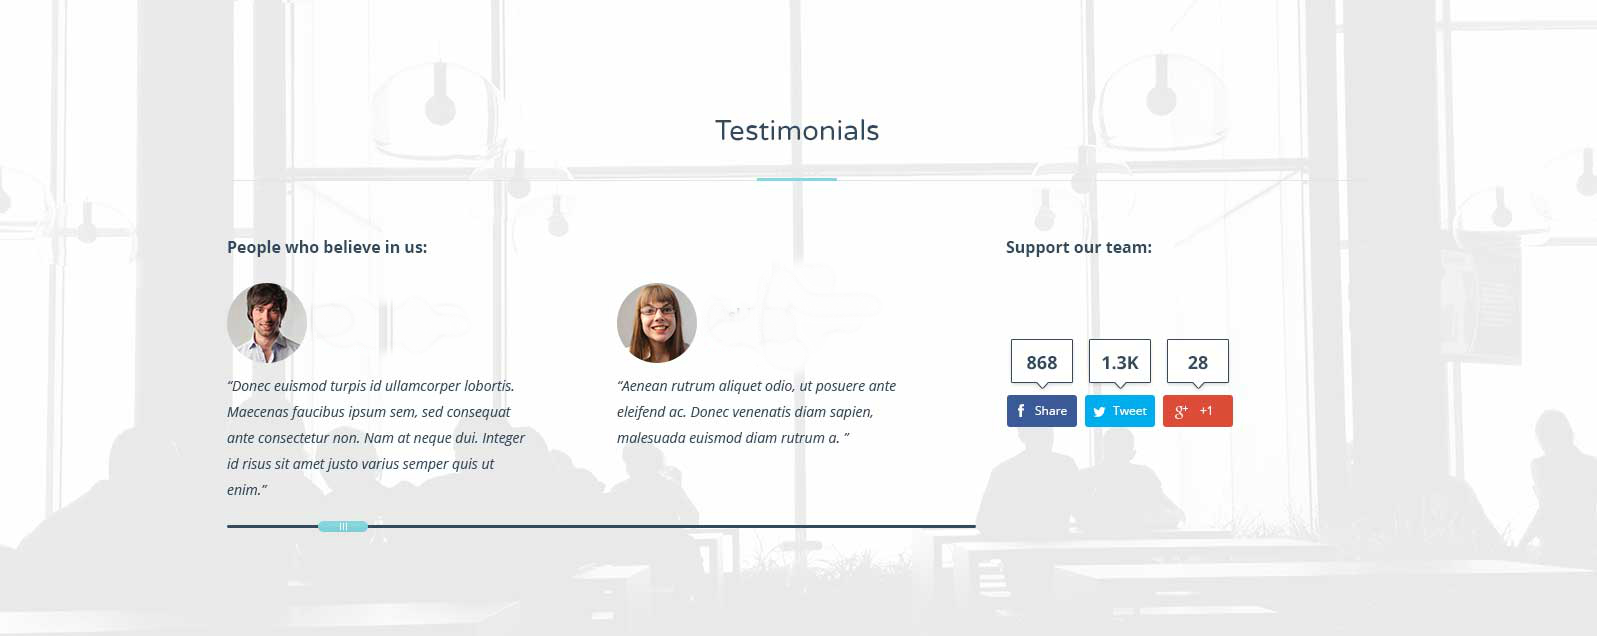 Testimonials
People who believe in us:
“Donec euismod turpis id ullamcorper lobortis.
Maecenas faucibus ipsum sem, sed consequat
ante consectetur non. Nam at neque dui. Integer
id risus sit amet justo varius semper quis ut
enim.”
“Aenean rutrum aliquet odio, ut posuere ante
eleifend ac. Donec venenatis diam sapien,
malesuada euismod diam rutrum a. ”
Support our team:
868 1.3K 28
f Share Tweet g+ +1